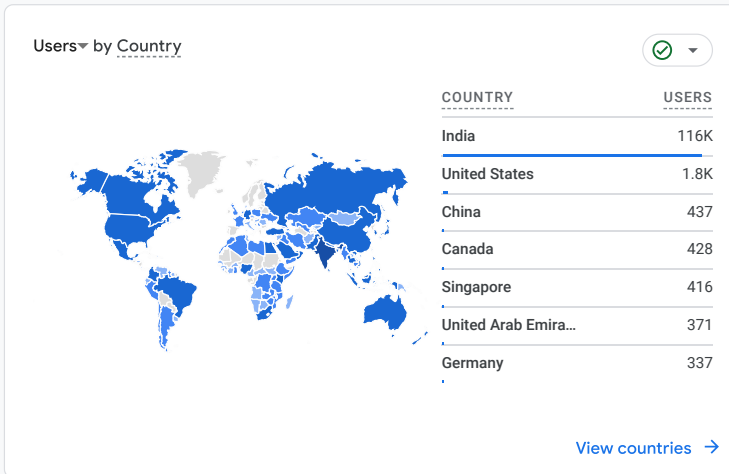 Users by Country
COUNTRY USERS
India 116K
United States 1.8K
China 437
Canada 428
Singapore 416
United Arab Emira... 371
Germany 337
View countries